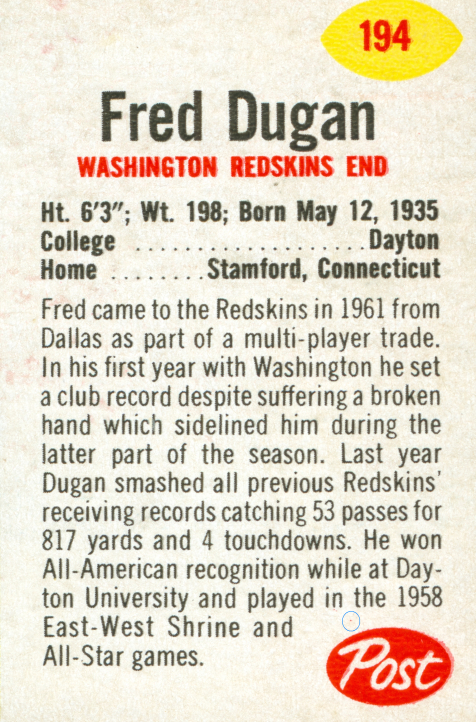 194
Fred Dugan
WASHINGTON REDSKINS END
Ht. 6'3"; Wt. 198; Born May 12, 1935
College ....................Dayton
Home ........Stamford, Connecticut
Fred came to the Redskins in 1961 from
Dallas as part of a multi-player trade.
In his first year with Washington he set
a club record despite suffering a broken
hand which sidelined him during the
latter part of the season. Last year
Dugan smashed all previous Redskins'
receiving records catching 53 passes for
817 yards and 4 touchdowns. He won
All-American recognition while at Day-
ton University and played in the 1958
East-West Shrine and
All-Star games.
Post